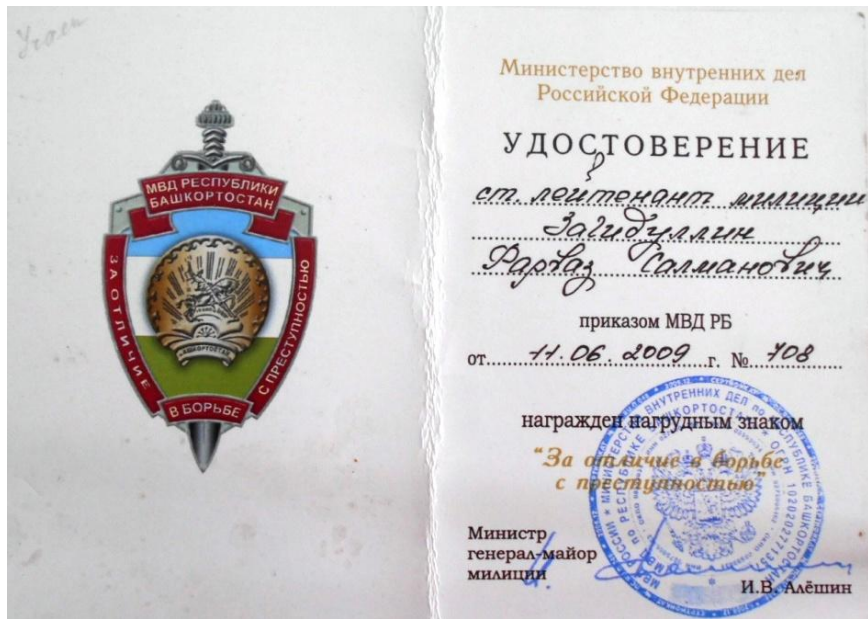 МВД РЕСПУБЛИКИ
БАШКОРТОСТАН
ЗА ОТЛИЧИЕ
В БОРЬБЕ
С ПРЕСТУПНОСТЬЮ
БАШКОРТОСТАН
Министерство внутренних дел
Российской Федерации
УДОСТОВЕРЕНИЕ
ст. лейтенант милиции
Загидуллин
Фарваз Салманович
приказом МВД РБ
от 11.06.2009 г. № 708
награжден нагрудным знаком
"За отличие в борьбе
с преступностью"
Министр
генерал-майор
милиции
И.В. Алёшин